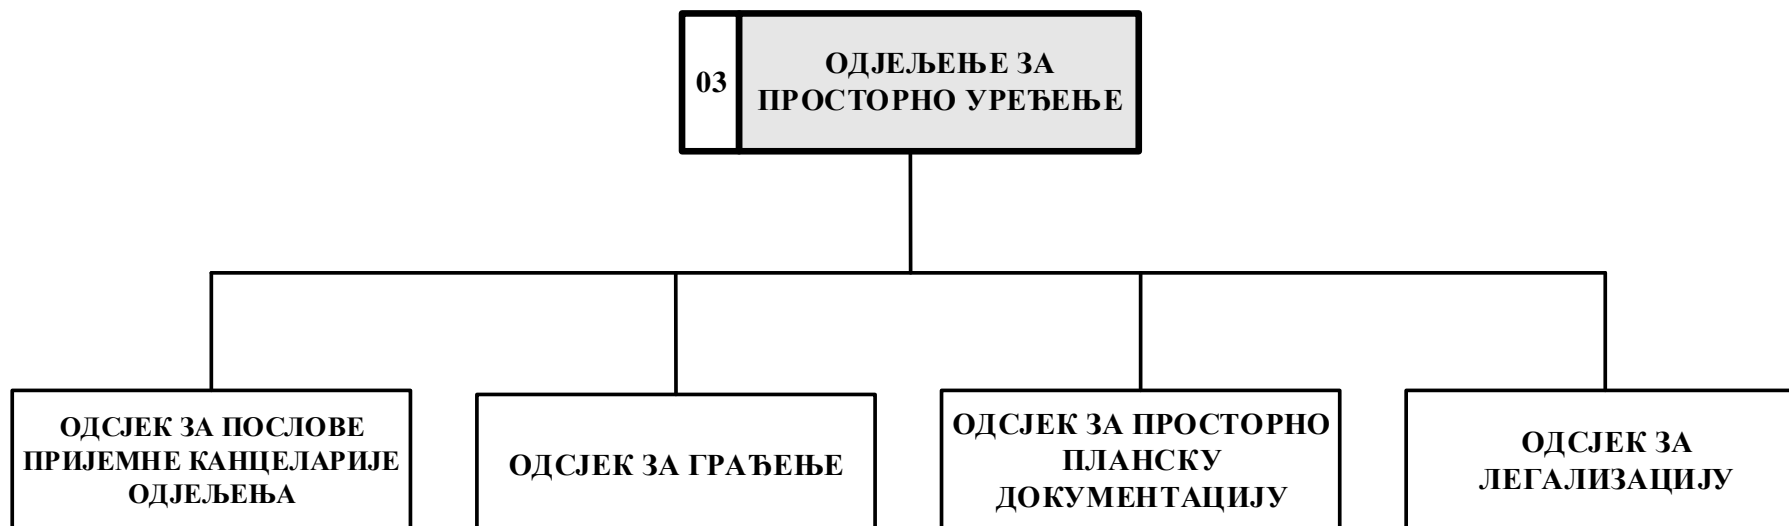 03
ОДЈЕЉЕЊЕ ЗА
ПРОСТОРНО УРЕЂЕЊЕ
ОДСЈЕК ЗА ПОСЛОВЕ
ПРИЈЕМНЕ КАНЦЕЛАРИЈЕ
ОДЈЕЉЕЊА
ОДСЈЕК ЗА ГРАЂЕЊЕ
ОДСЈЕК ЗА ПРОСТОРНО
ПЛАНСКУ
ДОКУМЕНТАЦИЈУ
ОДСЈЕК ЗА
ЛЕГАЛИЗАЦИЈУ